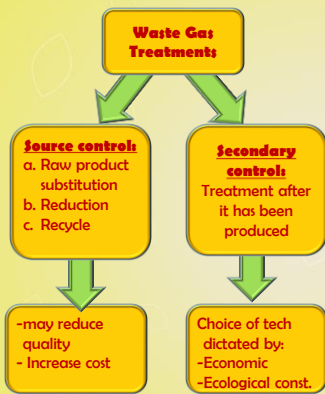 Waste Gas
Treatments
Source control:
a. Raw product
substitution
b. Reduction
c. Recycle
Secondary
control:
Treatment after
it has been
produced
-may reduce
quality
- Increase cost
Choice of tech
dictated by:
-Economic
-Ecological const.